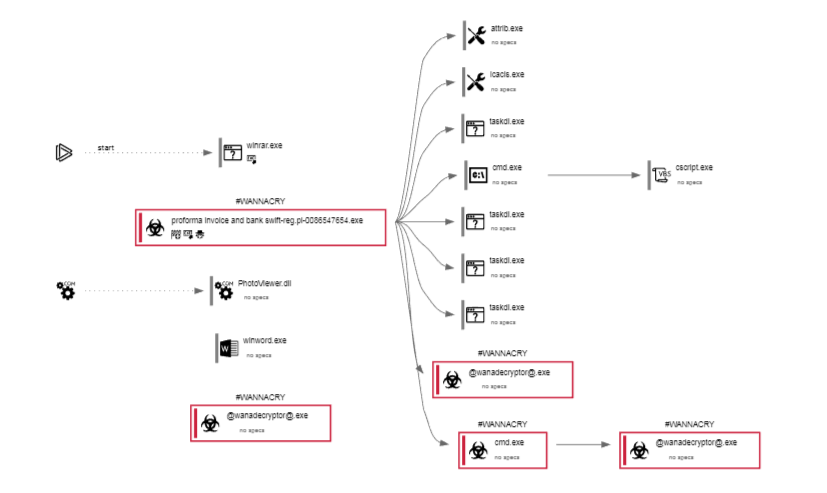 attrib.exe
no specs
icacls.exe
no specs
taskdl.exe
no specs
start
winrar.exe
cmd.exe
no specs
cscript.exe
no specs
#WANNACRY
proforma invoice and bank swift-reg.pl-0086547654.exe
taskdl.exe
no specs
taskdl.exe
no specs
COM
COM
PhotoViewer.dll
no specs
taskdl.exe
no specs
winword.exe
no specs
#WANNACRY
@wanadecryptor@.exe
no specs
#WANNACRY
@wanadecryptor@.exe
no specs
#WANNACRY
cmd.exe
no specs
#WANNACRY
@wanadecryptor@.exe
no specs